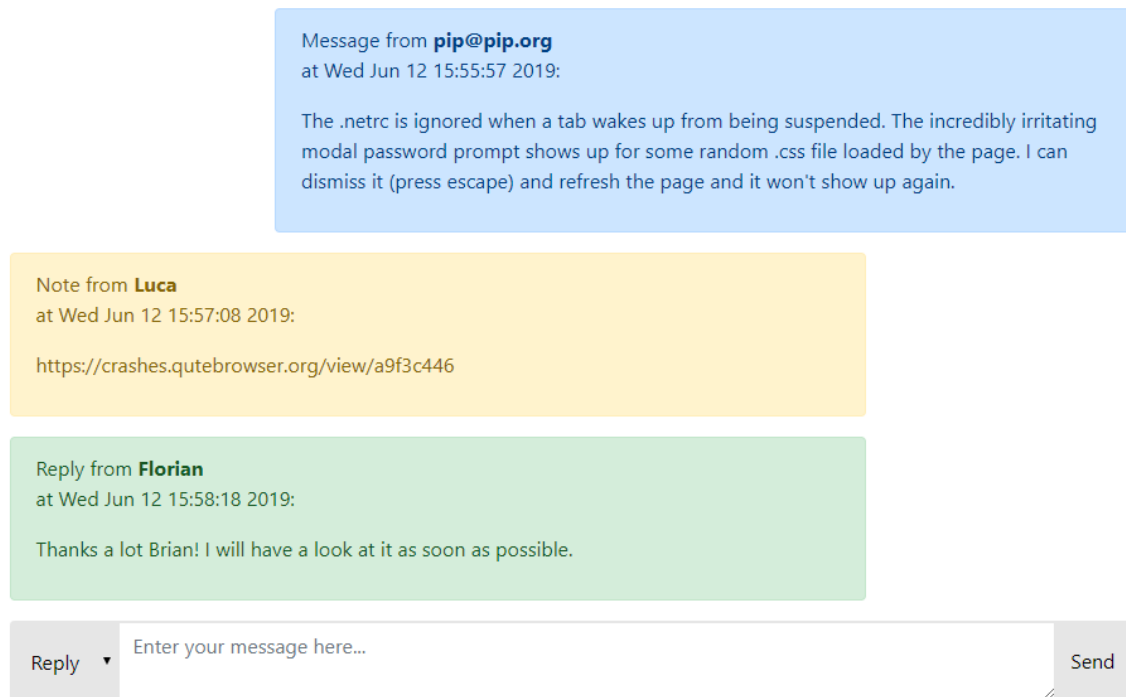 Message from pip@pip.org
at Wed Jun 12 15:55:57 2019:
The .netrc is ignored when a tab wakes up from being suspended. The incredibly irritating
modal password prompt shows up for some random .css file loaded by the page. I can
dismiss it (press escape) and refresh the page and it won't show up again.
Note from Luca
at Wed Jun 12 15:57:08 2019:
https://crashes.qutebrowser.org/view/a9f3c446
Reply from Florian
at Wed Jun 12 15:58:18 2019:
Thanks a lot Brian! I will have a look at it as soon as possible.
Enter your message here...
Reply
Send